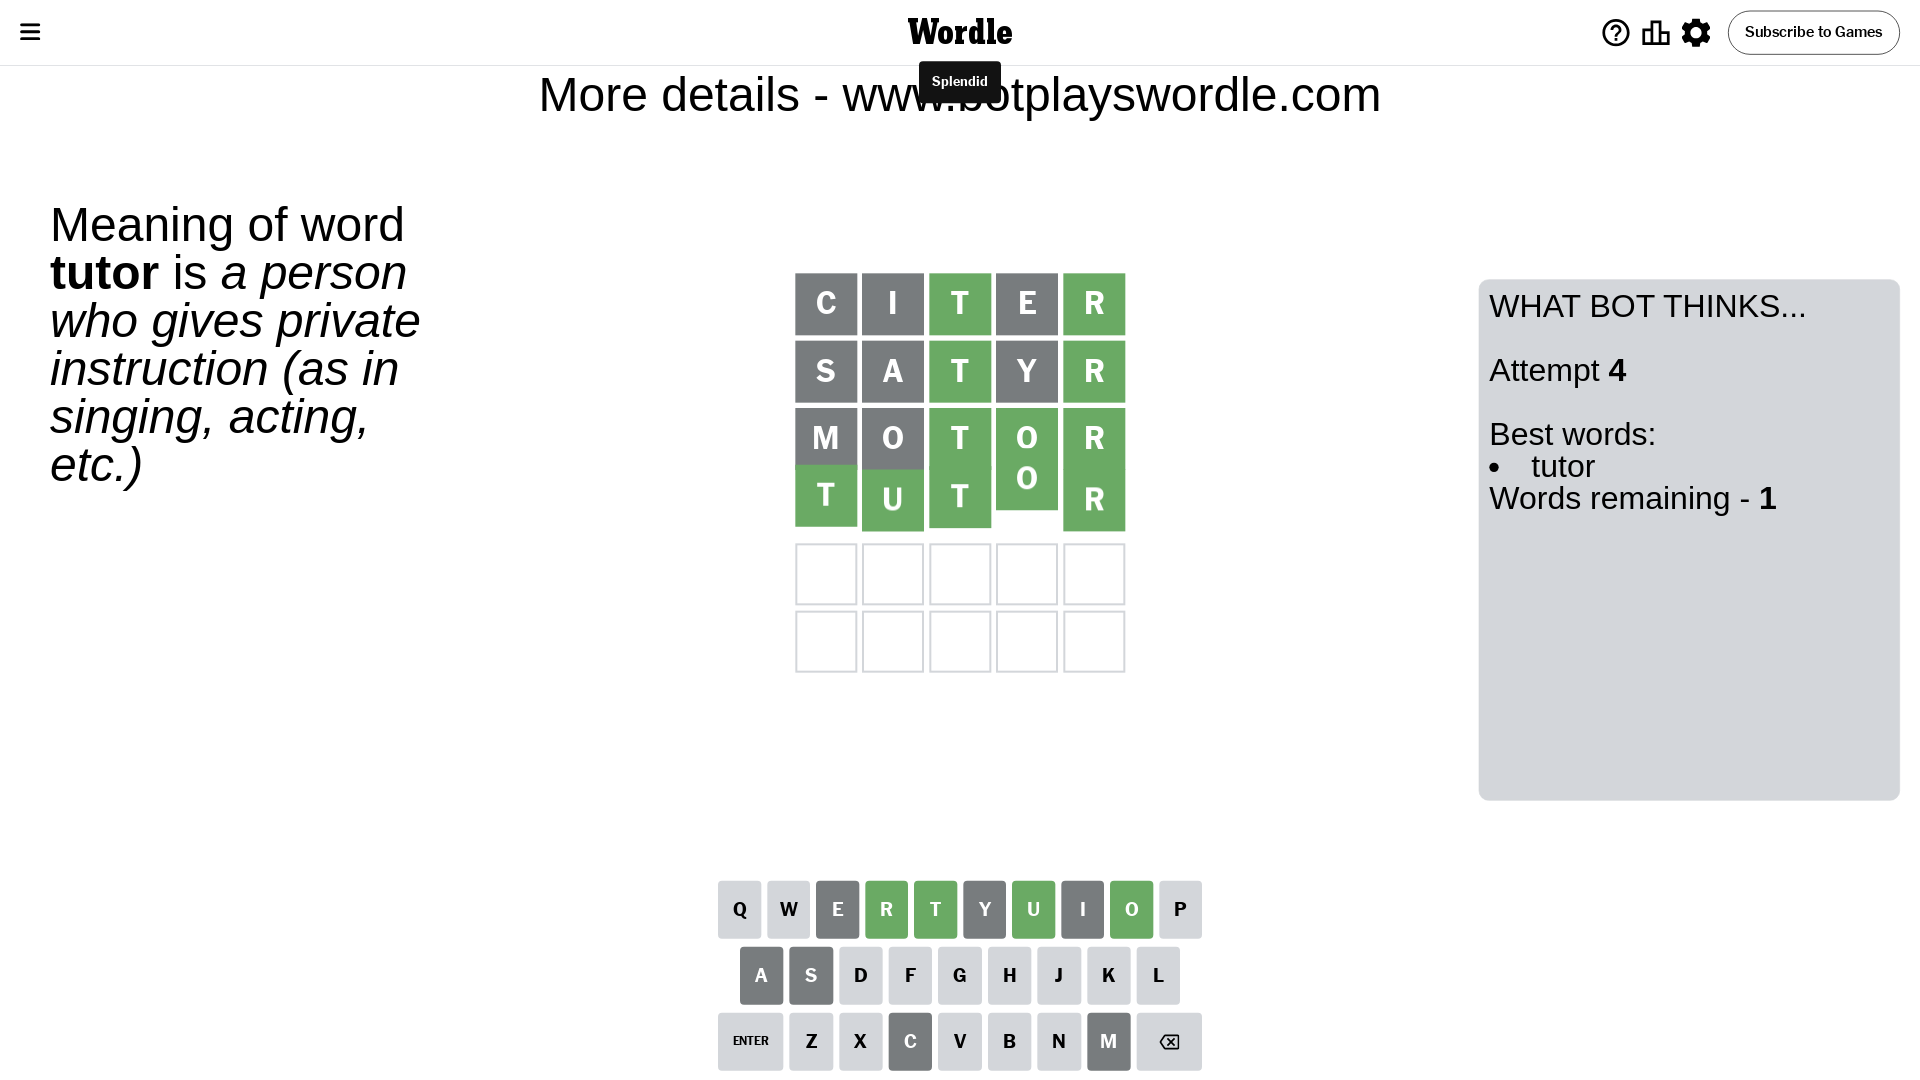 Wordle
Subscribe to Games
Splendid
More details - www.botplayswordle.com
Meaning of word
tutor is a person
who gives private
instruction (as in
singing, acting,
etc.)
C I T E R
S A T Y R
M O T O R
T U T O R
WHAT BOT THINKS...
Attempt 4
Best words:
• tutor
Words remaining - 1
Q W E R T Y U I O P
A S D F G H J K L
ENTER Z X C V B N M